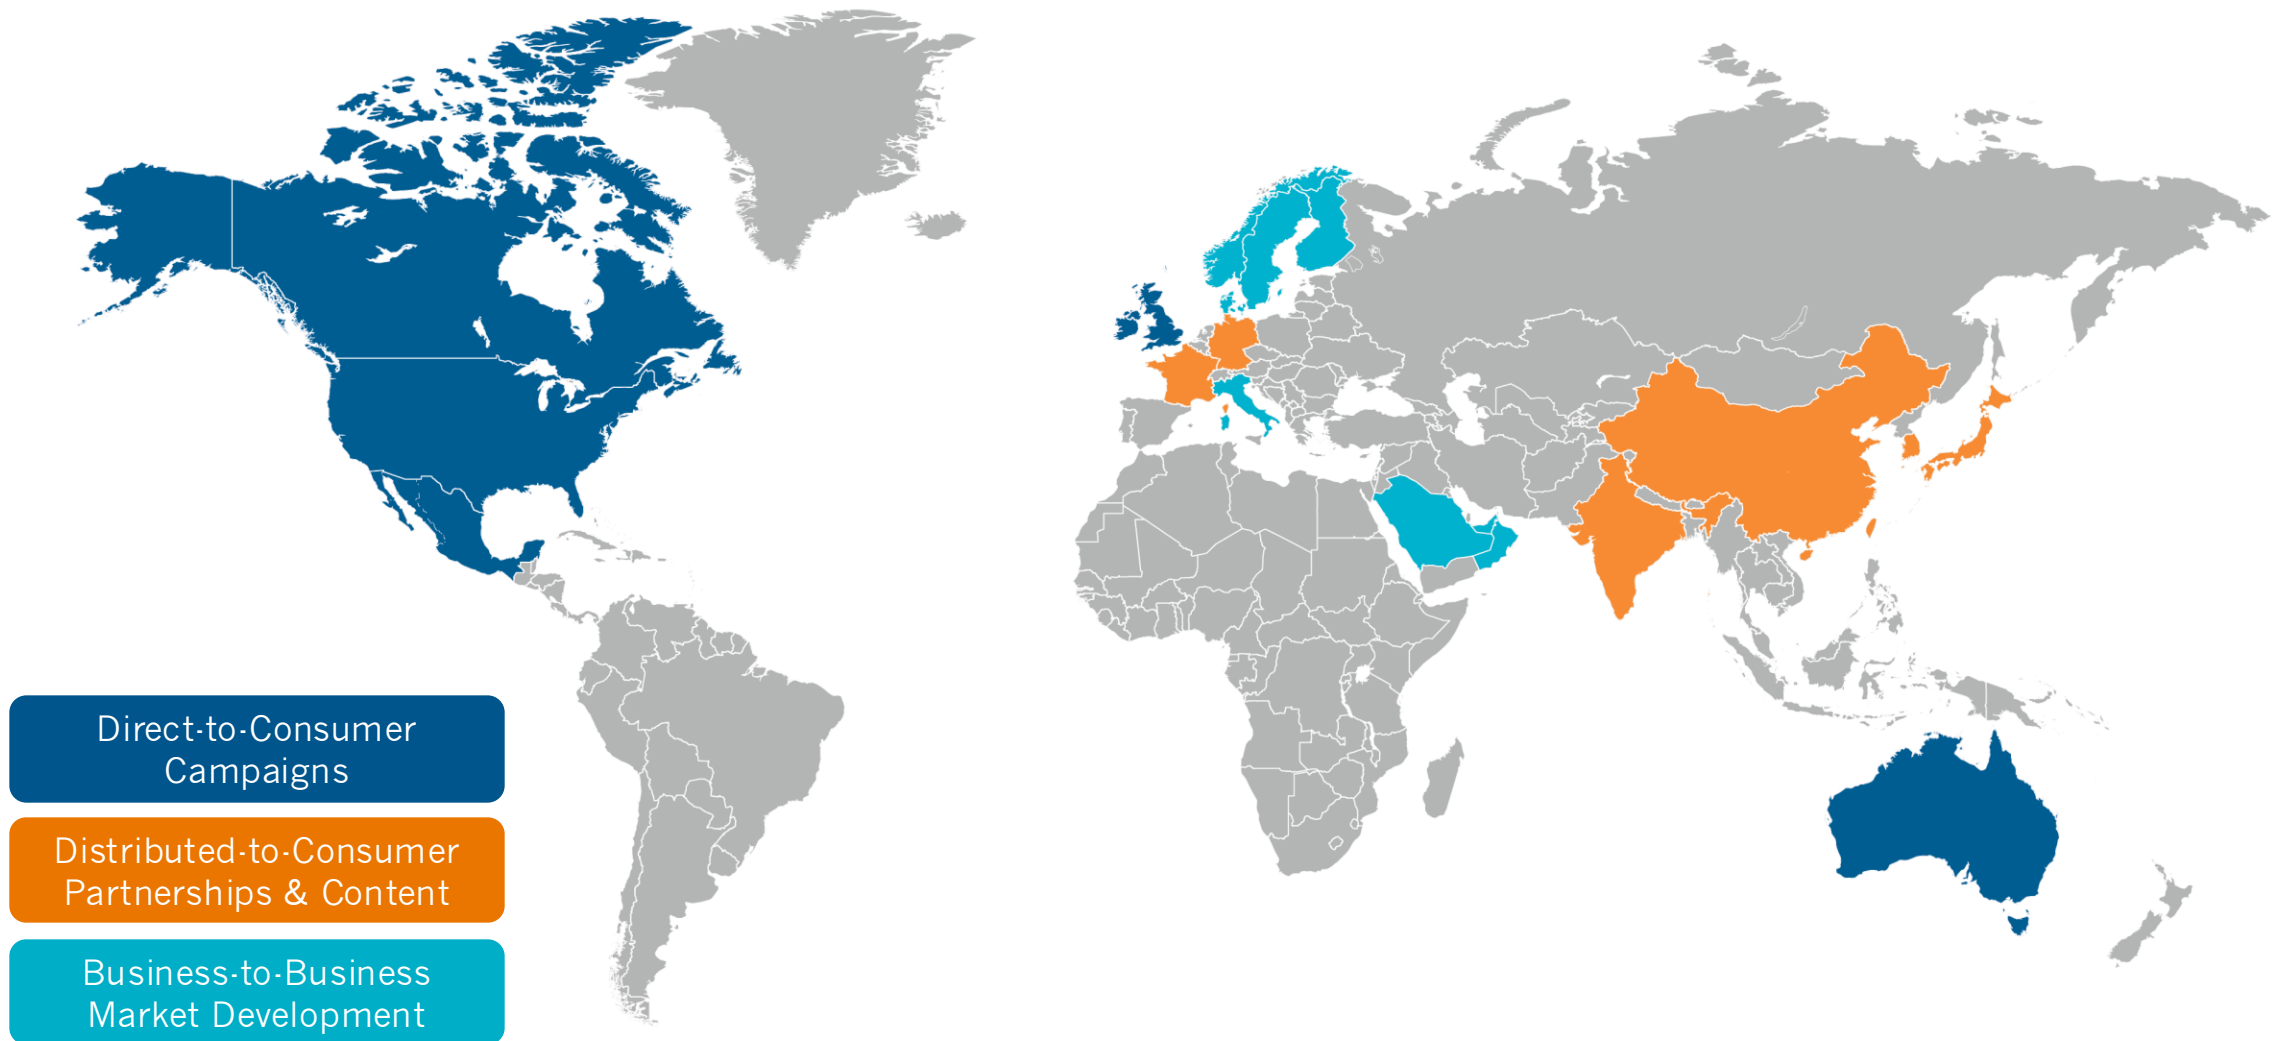 Direct-to-Consumer
Campaigns
Distributed-to-Consumer
Partnerships & Content
Business-to-Business
Market Development